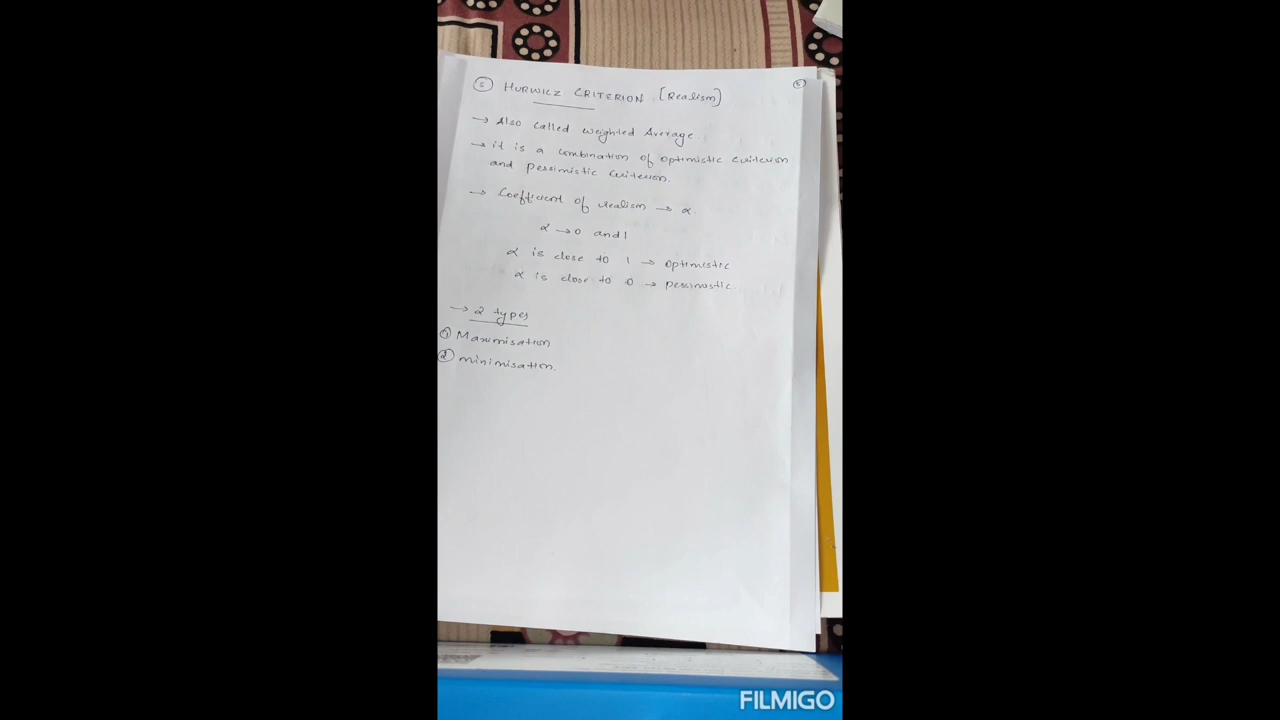 5 HURWICZ CRITERION [Realism]
5
→ Also called weighted Average.
→ it is a combination of optimistic criterion
and pessimistic criterion.
→ Coefficient of realism → α.
α → 0 and 1
α is close to 1 → optimistic
α is close to 0 → pessimistic.
→ 2 types
① Maximisation
② minimisation.
FILMIGO